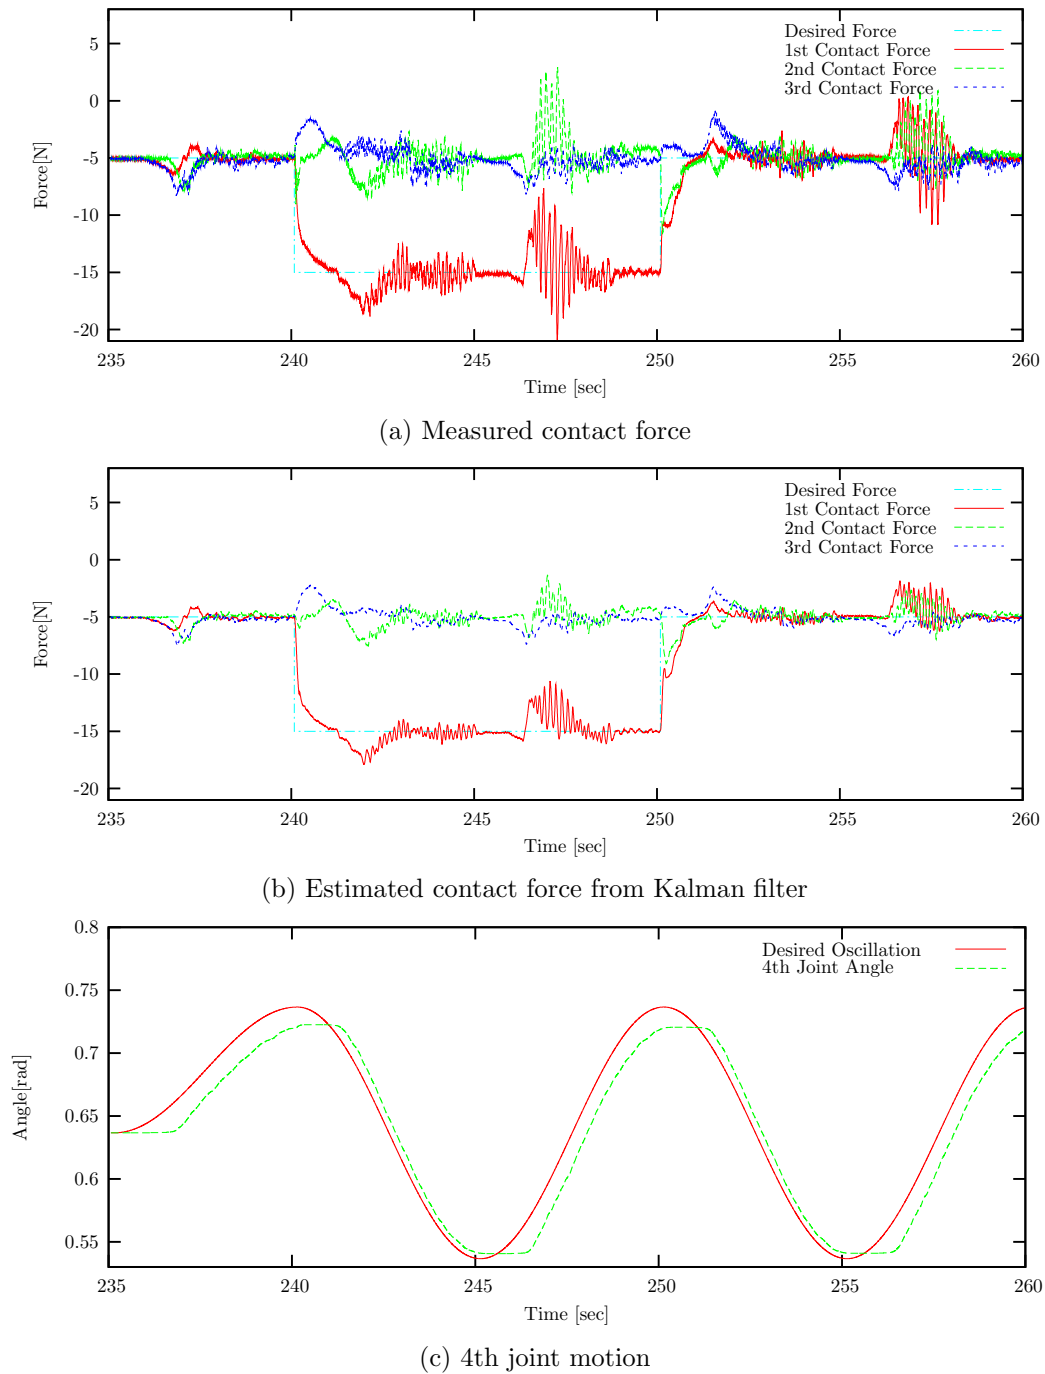 Desired Force
1st Contact Force
2nd Contact Force
3rd Contact Force
5
0
-5
-10
-15
-20
Force[N]
235 240 245 250 255 260
Time [sec]
(a) Measured contact force
Desired Force
1st Contact Force
2nd Contact Force
3rd Contact Force
5
0
-5
-10
-15
-20
Force[N]
235 240 245 250 255 260
Time [sec]
(b) Estimated contact force from Kalman filter
Desired Oscillation
4th Joint Angle
0.8
0.75
0.7
0.65
0.6
0.55
Angle[rad]
235 240 245 250 255 260
Time [sec]
(c) 4th joint motion